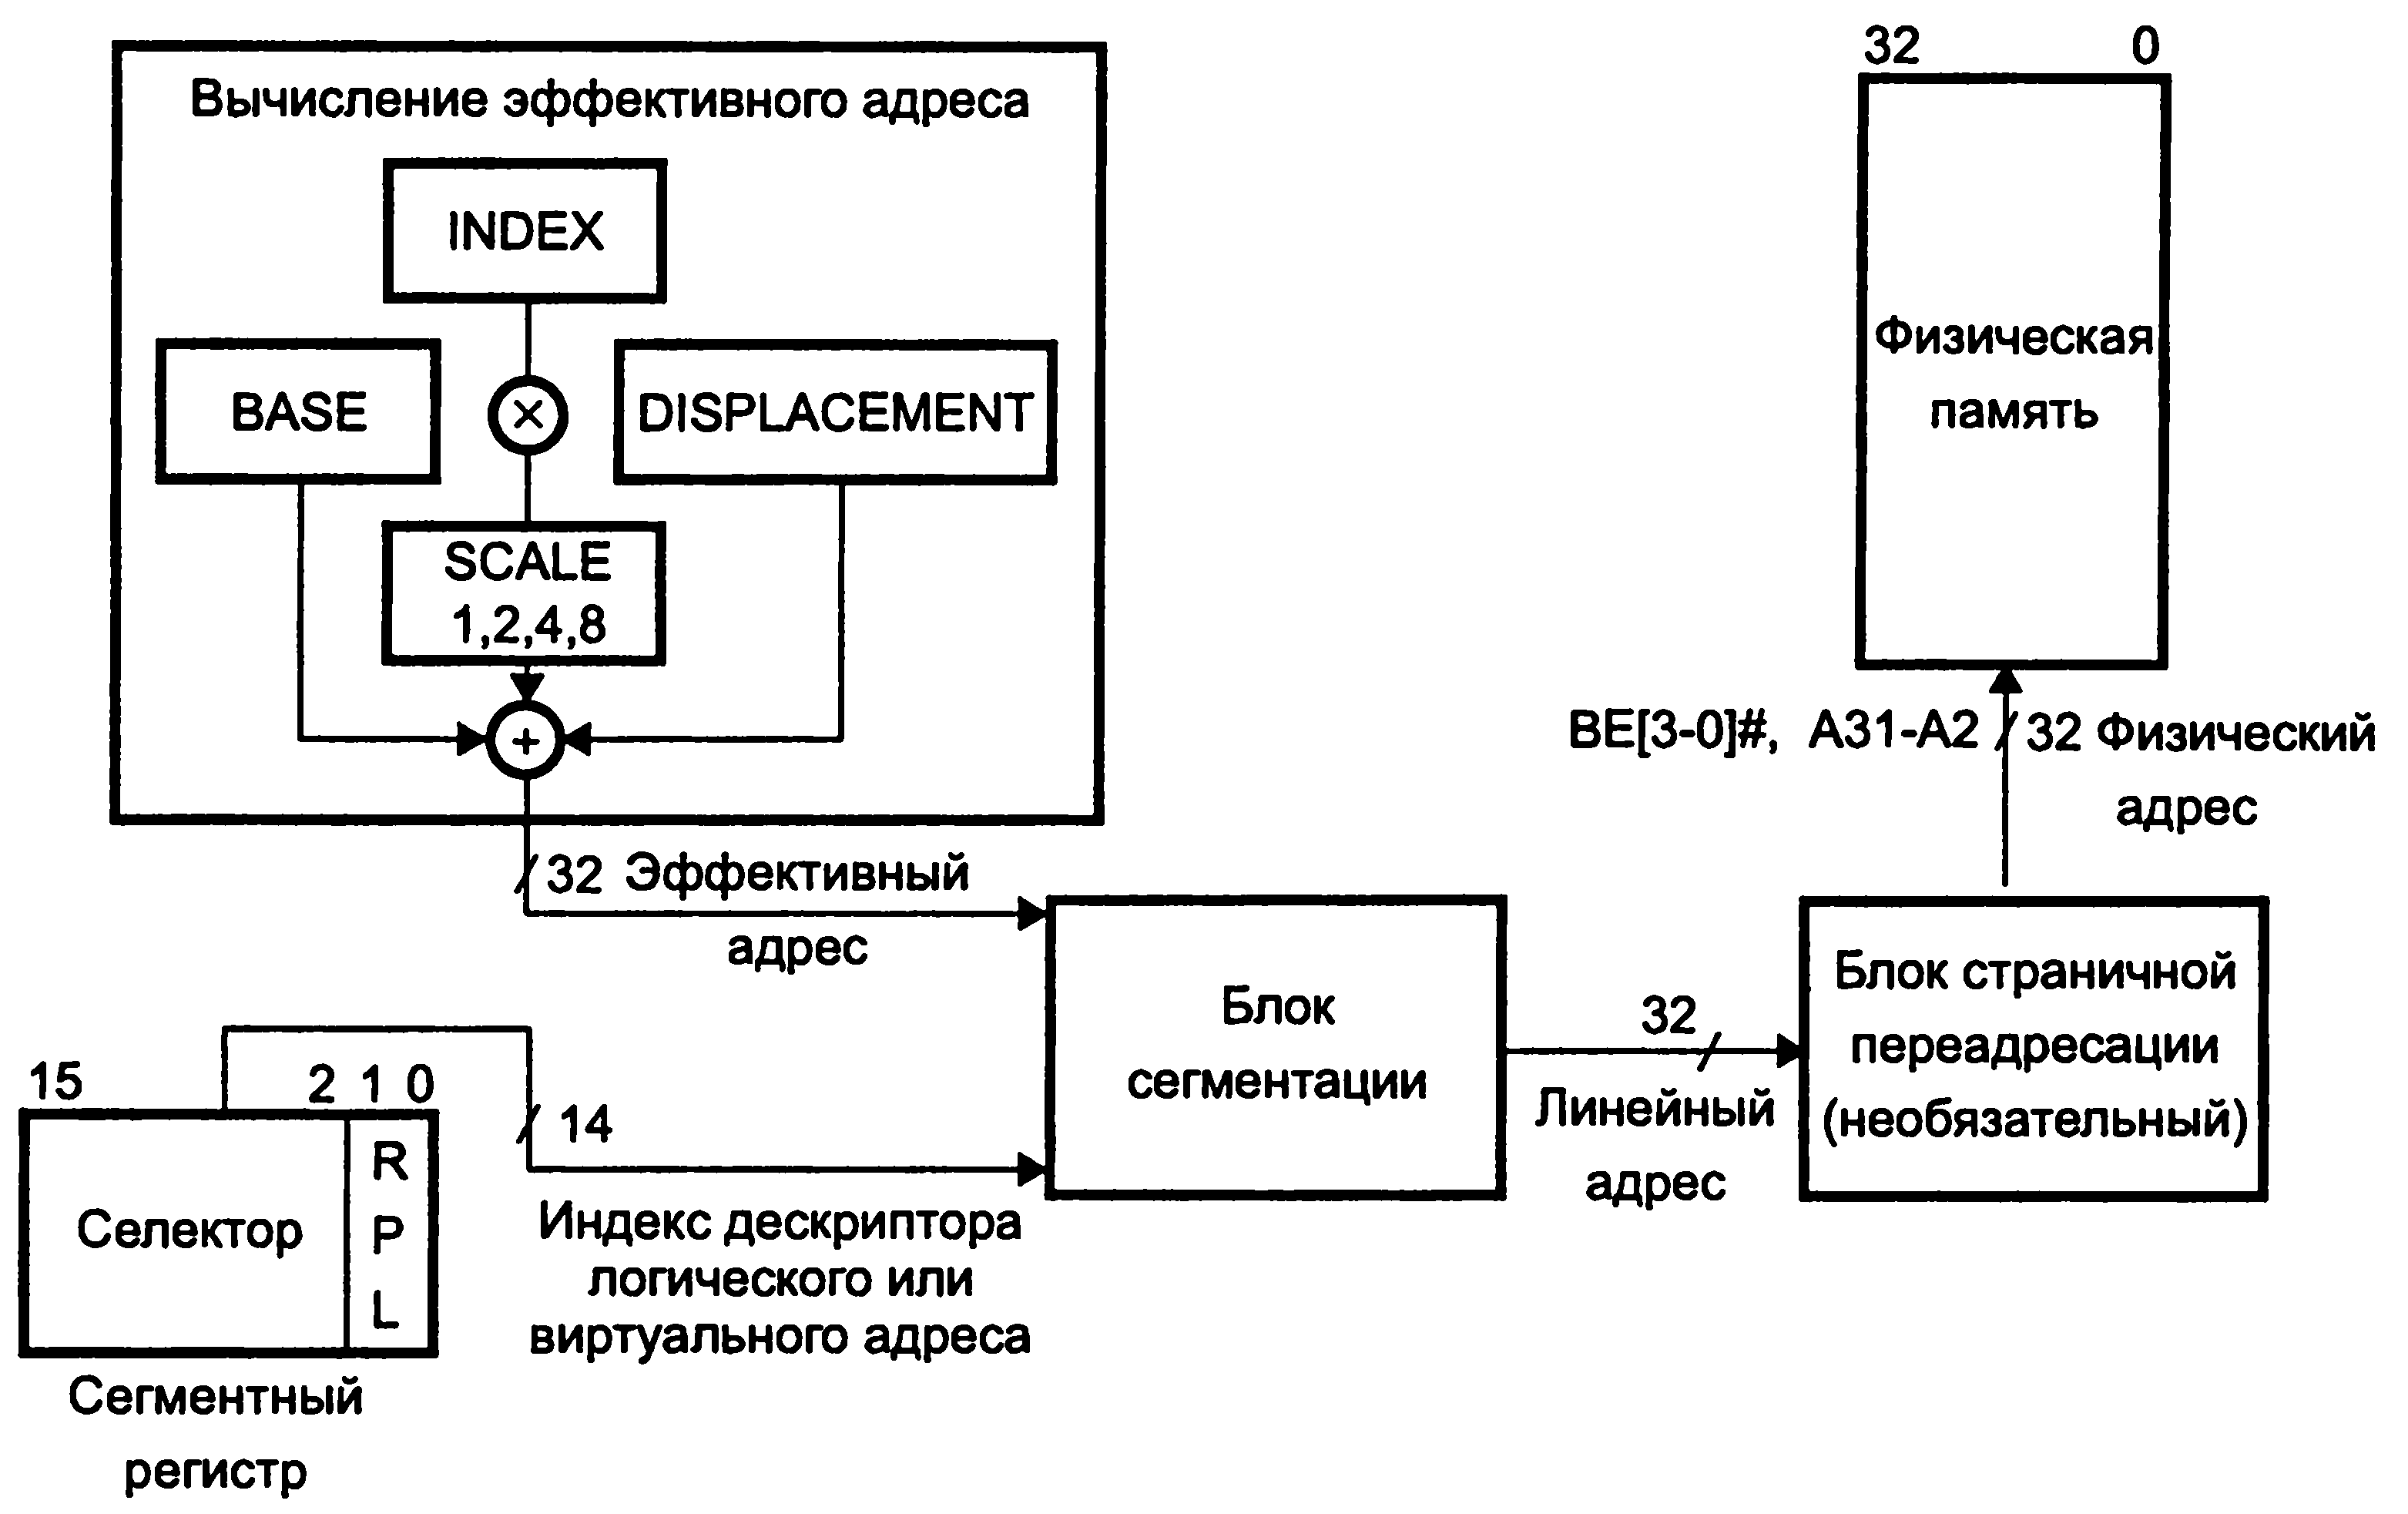 Вычисление эффективного адреса
INDEX
BASE
×
DISPLACEMENT
SCALE
1,2,4,8
+
32 Эффективный
адрес
15 2 1 0
Селектор
R
P
L
Сегментный
регистр
14
Индекс дескриптора
логического или
виртуального адреса
Блок
сегментации
32
Линейный
адрес
Блок страничной
переадресации
(необязательный)
BE[3-0]#, A31-A2
32 Физический
адрес
32 0
Физическая
память